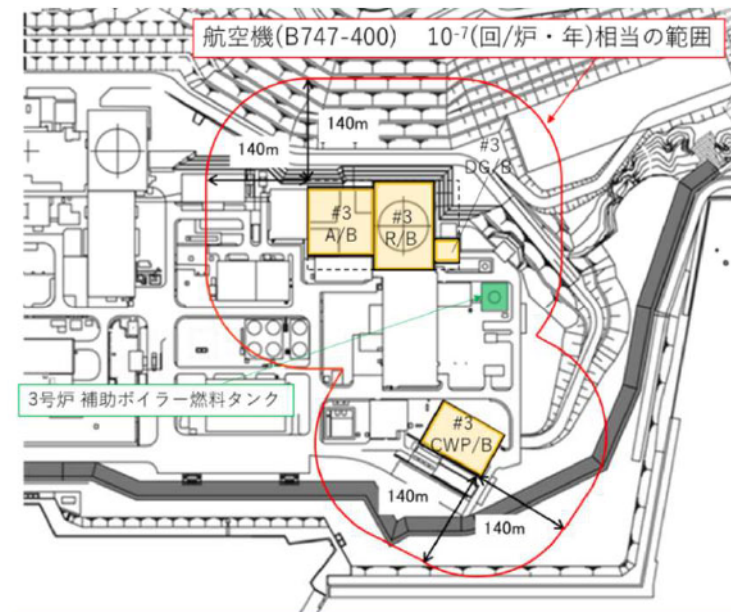 航空機(B747-400) 10⁻⁷(回/炉・年)相当の範囲
140m
140m
#3
DG/B
#3
A/B
#3
R/B
3号炉 補助ボイラー燃料タンク
#3
CWP/B
140m
140m